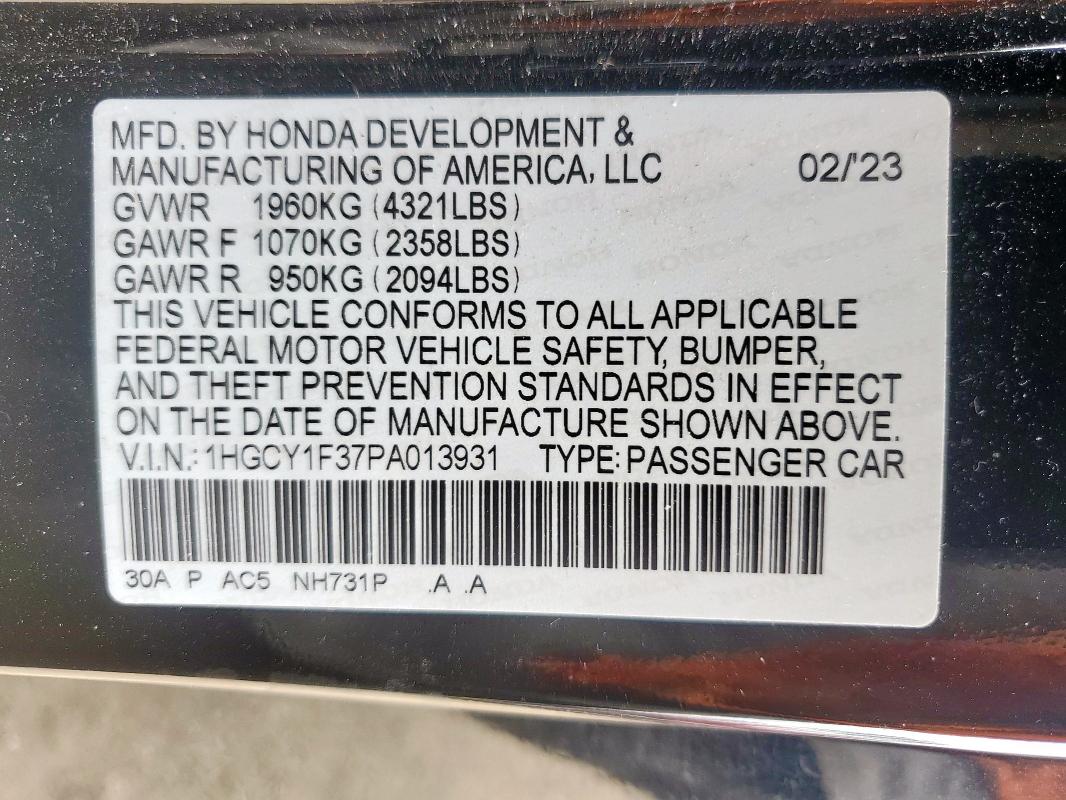 MFD. BY HONDA DEVELOPMENT &
MANUFACTURING OF AMERICA, LLC 02/'23
GVWR 1960KG (4321LBS)
GAWR F 1070KG (2358LBS)
GAWR R 950KG (2094LBS)
THIS VEHICLE CONFORMS TO ALL APPLICABLE
FEDERAL MOTOR VEHICLE SAFETY, BUMPER,
AND THEFT PREVENTION STANDARDS IN EFFECT
ON THE DATE OF MANUFACTURE SHOWN ABOVE.
V.I.N.: 1HGCY1F37PA013931 TYPE: PASSENGER CAR
30A P AC5 NH731P .A .A